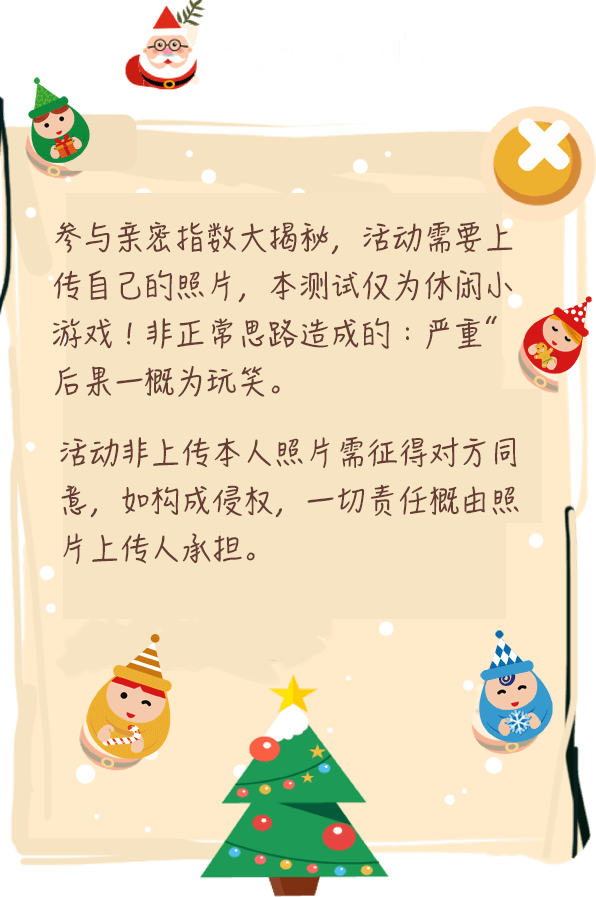 参与亲密指数大揭秘，活动需要上
传自己的照片，本测试仅为休闲小
游戏！非正常思路造成的：严重“
后果一概为玩笑。
活动非上传本人照片需征得对方同
意，如构成侵权，一切责任概由照
片上传人承担。